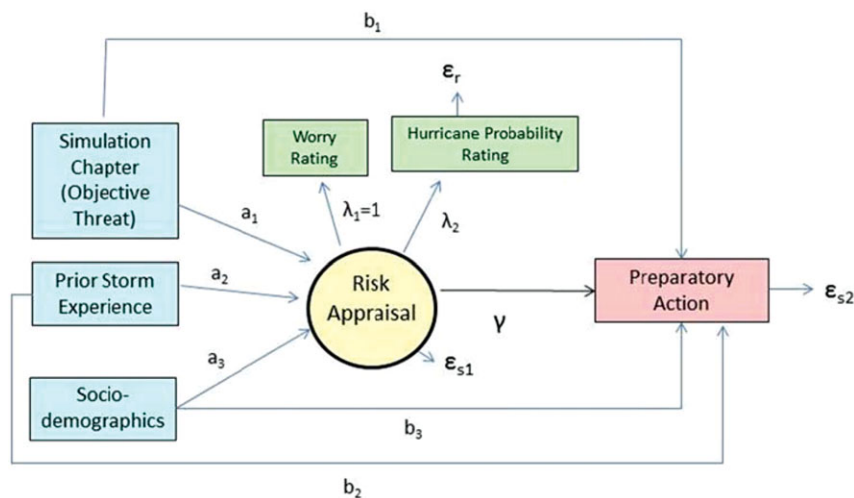 b₁
εᵣ
Simulation
Chapter
(Objective
Threat)
Worry
Rating
Hurricane Probability
Rating
a₁
λ₁=1
λ₂
Prior Storm
Experience
a₂
Risk
Appraisal
γ
Preparatory
Action
εₛ₂
a₃
εₛ₁
Socio-
demographics
b₃
b₂